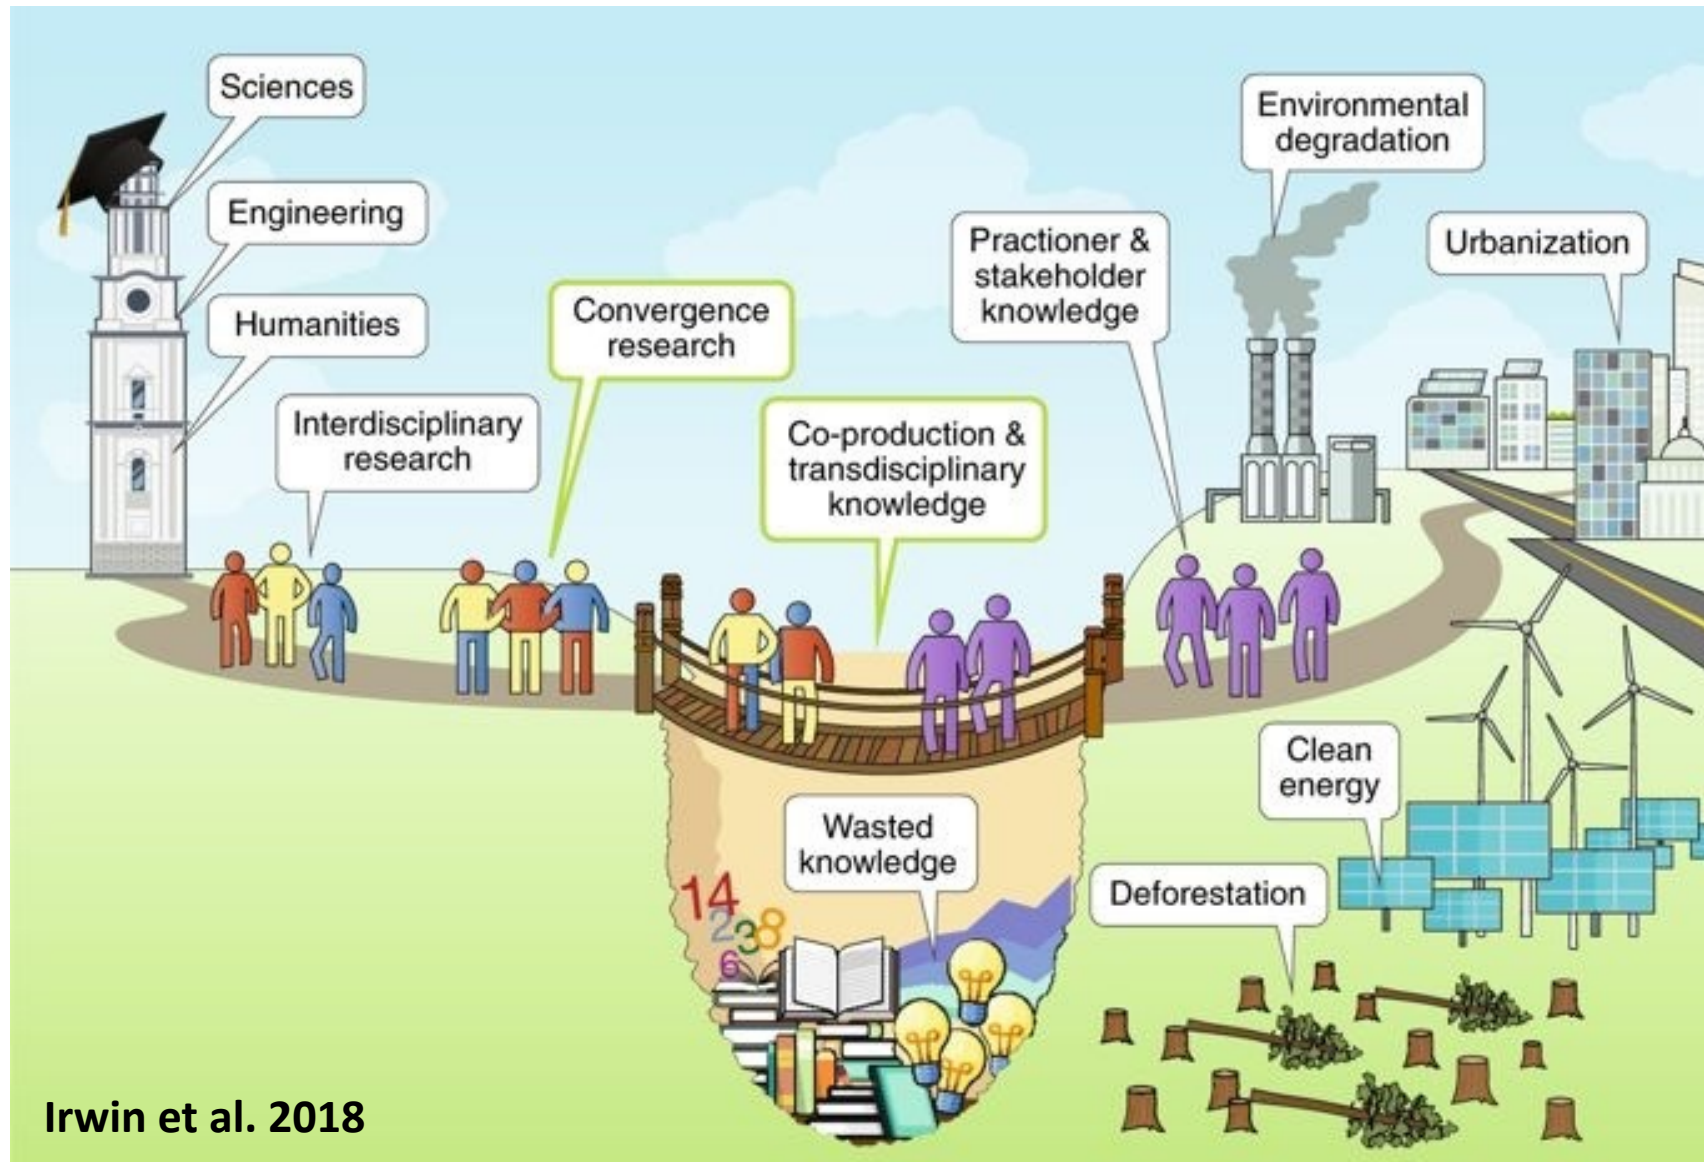 Sciences
Engineering
Humanities
Interdisciplinary
research
Convergence
research
Co-production &
transdisciplinary
knowledge
Practioner &
stakeholder
knowledge
Environmental
degradation
Urbanization
Clean
energy
Wasted
knowledge
Deforestation
14
2
3
8
6
Irwin et al. 2018